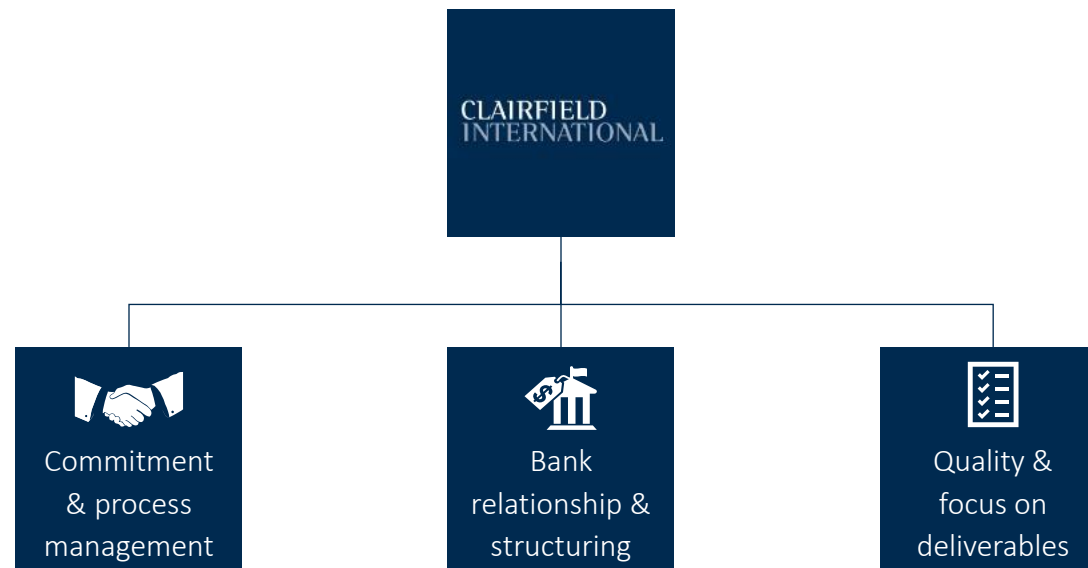 CLAIRFIELD
INTERNATIONAL
Commitment
& process
management
$
Bank
relationship &
structuring
Quality &
focus on
deliverables